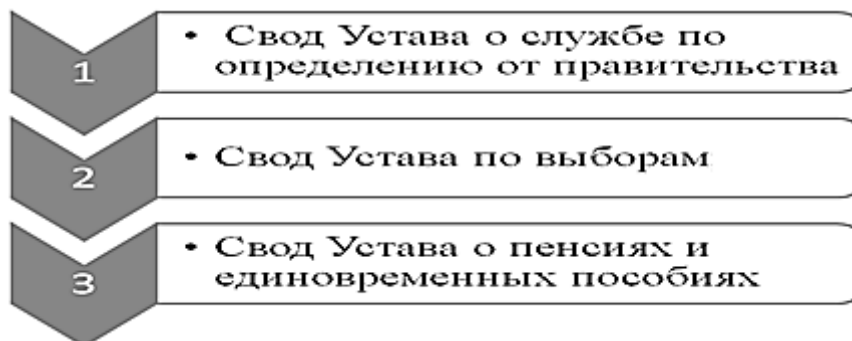 1
• Свод Устава о службе по
определению от правительства
2
• Свод Устава по выборам
3
• Свод Устава о пенсиях и
единовременных пособиях